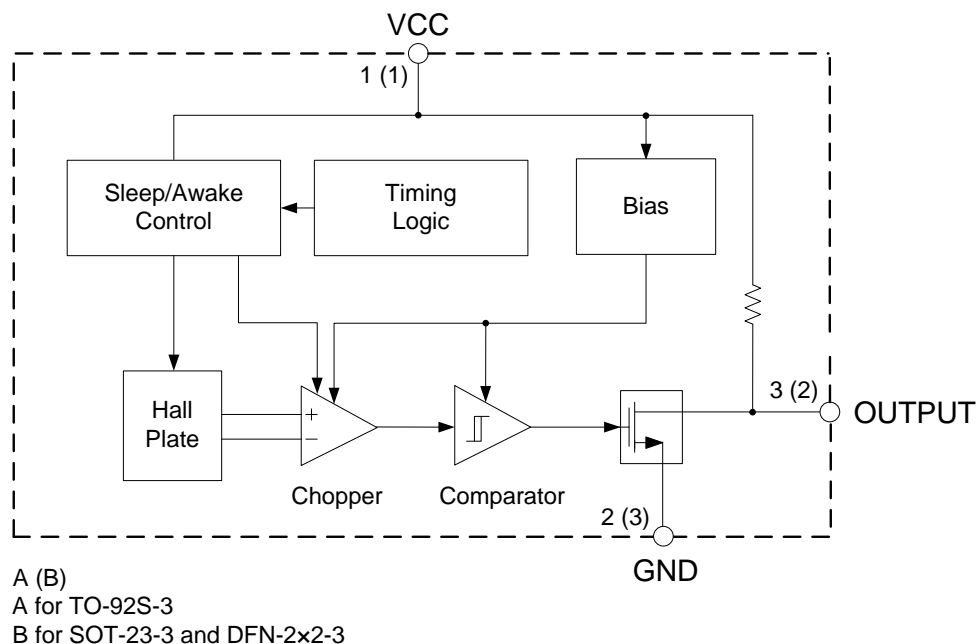 VCC
1 (1)
Sleep/Awake
Control
Timing
Logic
Bias
Hall
Plate
+
−
Chopper
Comparator
3 (2)
OUTPUT
2 (3)
GND
A (B)
A for TO-92S-3
B for SOT-23-3 and DFN-2×2-3